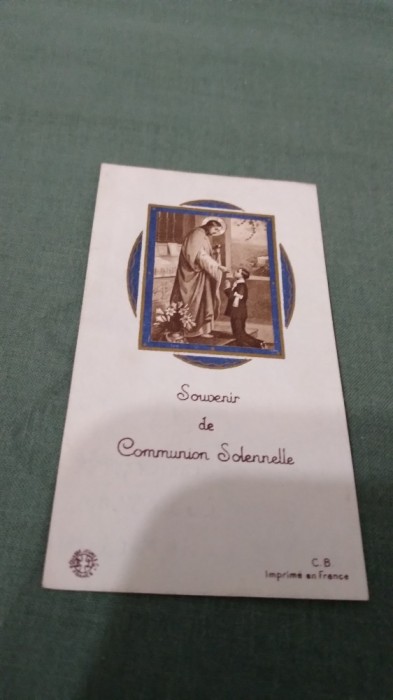 Souvenir
de
Communion Solennelle
C. B.
Imprimé en France